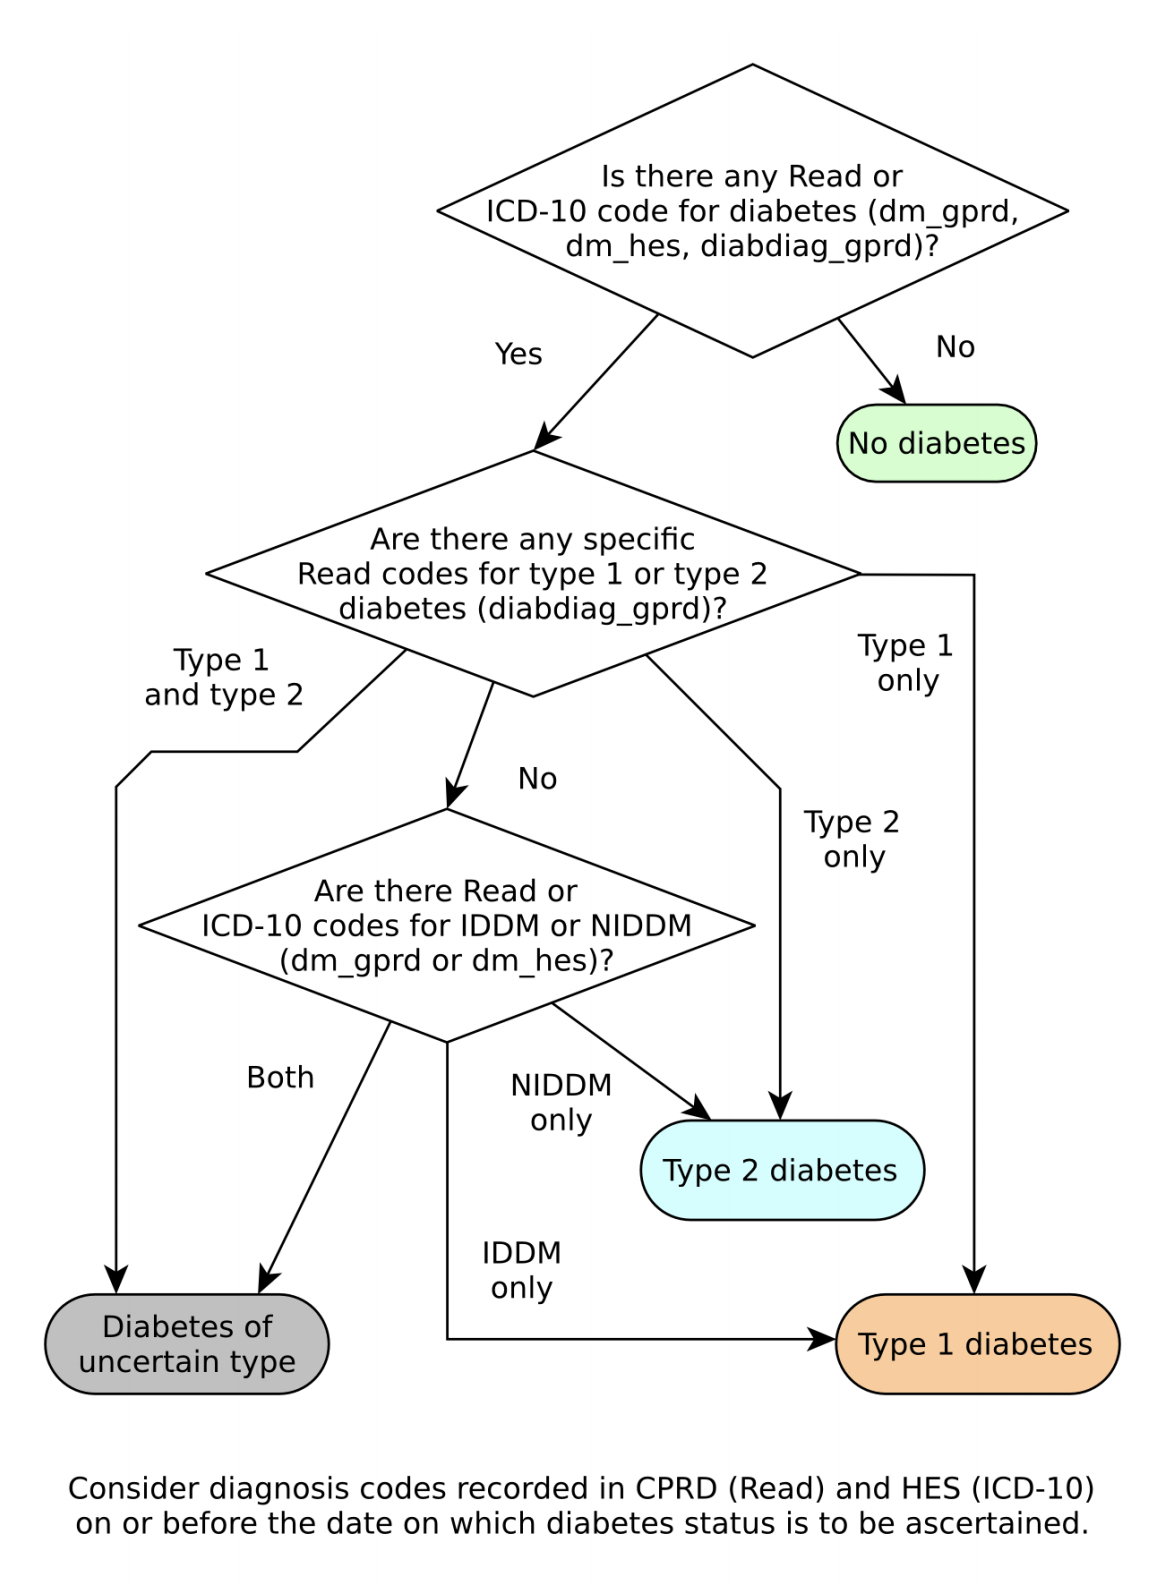 Is there any Read or
ICD-10 code for diabetes (dm_gprd,
dm_hes, diabdiag_gprd)?
Yes
No
No diabetes
Are there any specific
Read codes for type 1 or type 2
diabetes (diabdiag_gprd)?
Type 1
and type 2
No
Type 2
only
Type 1
only
Are there Read or
ICD-10 codes for IDDM or NIDDM
(dm_gprd or dm_hes)?
Both
NIDDM
only
IDDM
only
Type 2 diabetes
Diabetes of
uncertain type
Type 1 diabetes
Consider diagnosis codes recorded in CPRD (Read) and HES (ICD-10)
on or before the date on which diabetes status is to be ascertained.